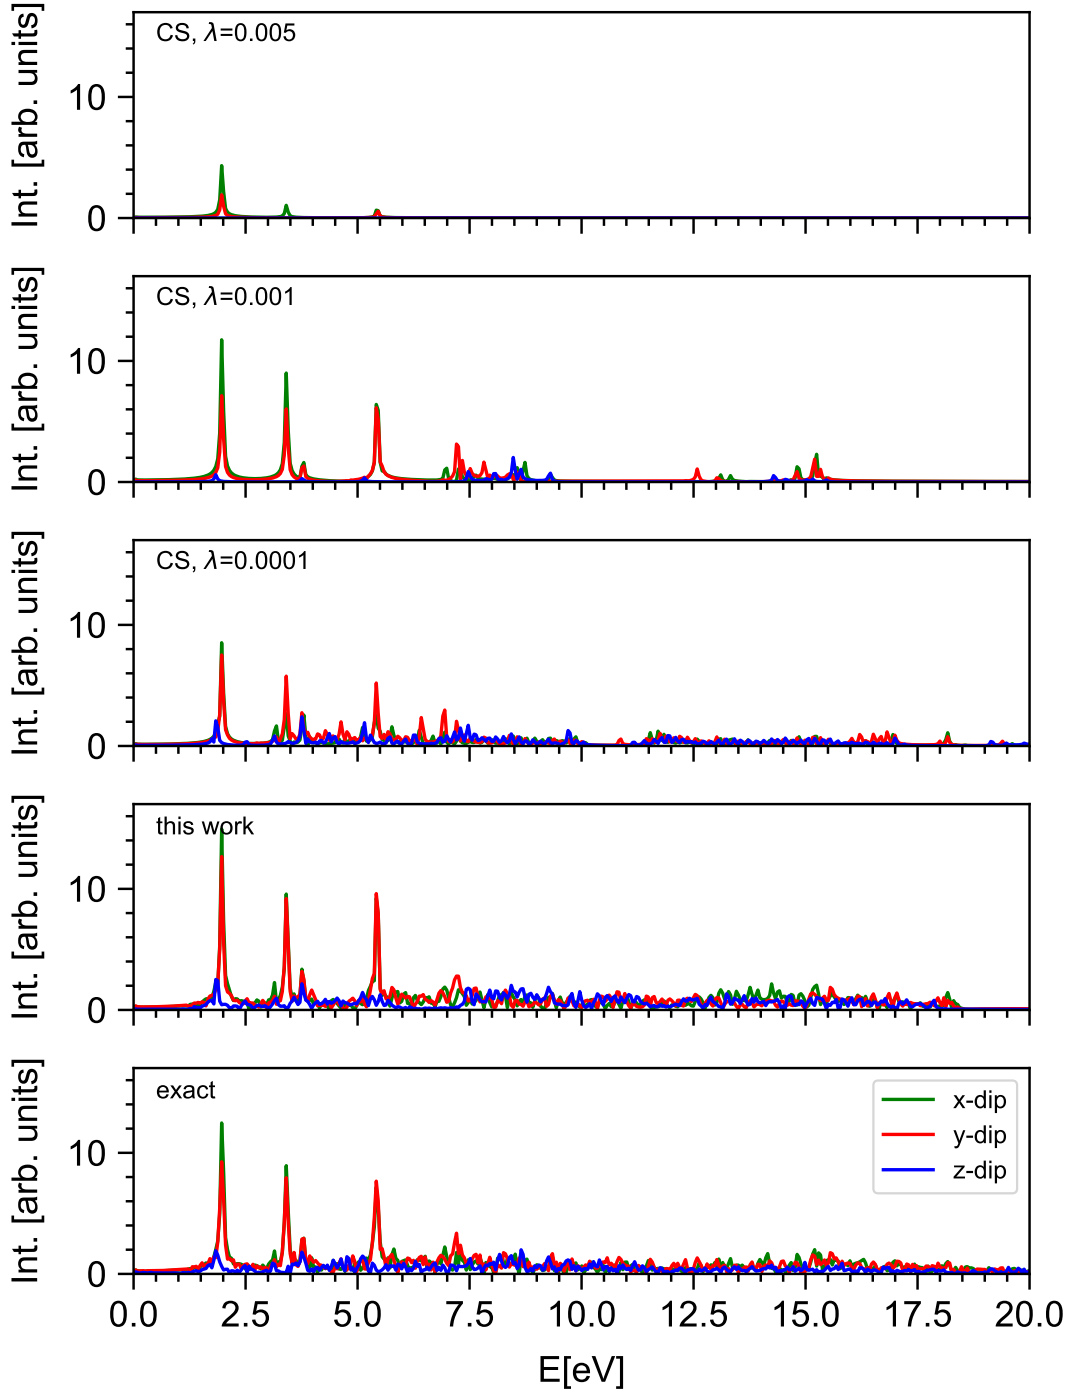 CS, λ=0.005
Int. [arb. units]
10
0
CS, λ=0.001
Int. [arb. units]
10
0
CS, λ=0.0001
Int. [arb. units]
10
0
this work
Int. [arb. units]
10
0
exact
x-dip
y-dip
z-dip
Int. [arb. units]
10
0
0.0 2.5 5.0 7.5 10.0 12.5 15.0 17.5 20.0
E[eV]